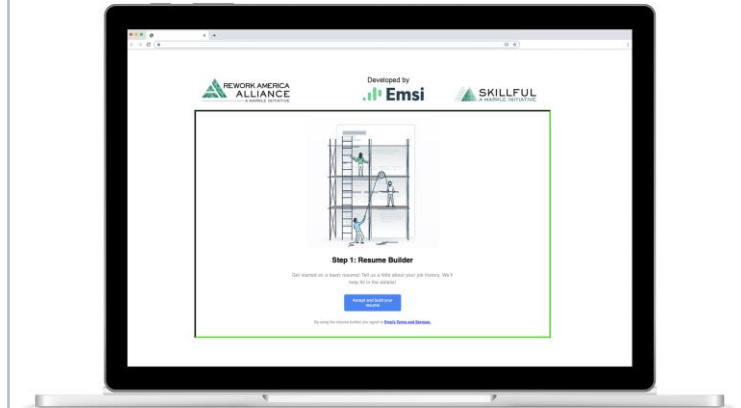 REWORK AMERICA
ALLIANCE
A MARKLE INITIATIVE
Developed by
Emsi
SKILLFUL
A MARKLE INITIATIVE
Step 1: Resume Builder
Get started on a basic resume! Tell us a little about your job history. We'll
help fill in the details!
Accept and build your
resume
By using the resume builder you agree to Emsi's Terms and Services.